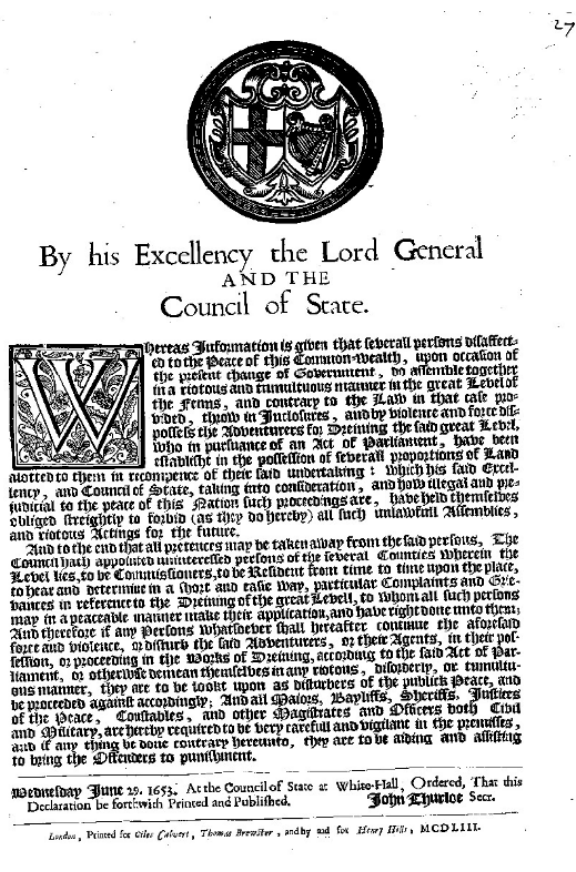 27
By his Excellency the Lord General
AND THE
Council of State.
Whereas Information is given that severall persons disaffect-
ed to the Peace of this Common-wealth, upon occasion of
the present change of Government, do assemble together
in a riotous and tumultuous manner in the great Level of
the Fenns, and contrary to the Law in that case pro-
vided, throw in Inclosures, and by violence and force dis-
possess the Adventurers for Dreining the said great Level,
who in pursuance of an Act of Parliament, have been
establisht in the possession of severall proportions of Land
alotted to them in recompence of their said undertaking: which his said Excel-
lency, and Council of State, taking into consideration, and how illegal and pre-
judicial to the peace of this Nation such proceedings are, have held themselves
obliged streightly to forbid (as they do hereby) all such unlawfull Assemblies,
and riotous Actings for the future.
And to the end that all pretences may be taken away from the said persons, The
Council hath appointed uninteressed persons of the several Counties wherein the
Level lies, to be Commissioners, to be Resident from time to time upon the place,
to hear and determine in a short and easie way, particular Complaints and Grie-
vances in reference to the Dreining of the great Levell, to whom all such persons
may in a peaceable manner make their application, and have right done unto them;
And therefore if any Persons whatsoever shall hereafter continue the aforesaid
force and violence, or disturb the said Adventurers, or their Agents, in their pos-
session, or proceeding in the Works of Dreining, according to the said Act of Par-
liament, or otherwise demean themselves in any riotous, disorderly, or tumultu-
ous manner, they are to be lookt upon as disturbers of the publick Peace, and
be proceeded against accordingly; And all Maiors, Bayliffs, Sheriffs, Justices
of the Peace, Constables, and other Magistrates and Officers both Civil
and Military, are hereby required to be very carefull and vigilant in the premisses,
and if any thing be done contrary hereunto, they are to be aiding and assisting
to bring the Offenders to punishment.
Wednesday June 29. 1653. At the Council of State at White-Hall, Ordered, That this
Declaration be forthwith Printed and Published. John Thurloe Secr.
London, Printed for Giles Calvert, Thomas Brewster, and by and for Henry Hills, MCDLIII.